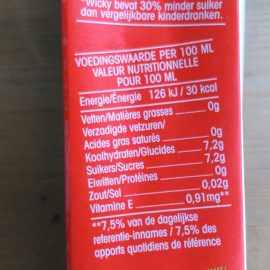 *Wicky bevat 30% minder suiker
dan vergelijkbare kinderdranken.
VOEDINGSWAARDE PER 100 ML
VALEUR NUTRITIONNELLE
POUR 100 ML
Energie/Énergie 126 kJ / 30 kcal
Vetten/Matières grasses 0g
Verzadigde vetzuren/
Acides gras saturés 0g
Koolhydraten/Glucides 7,2g
Suikers/Sucres 7,2g
Eiwitten/Protéines 0g
Zout/Sel 0,02g
Vitamine E 0,91mg**
**7,5% van de dagelijkse
referentie-innames / 7,5% des
apports quotidiens de référence